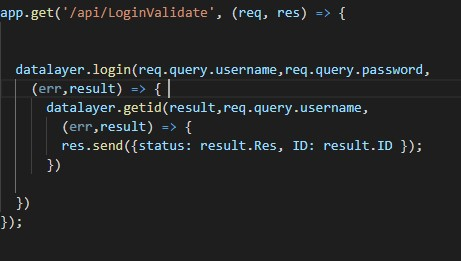 app.get('/api/LoginValidate', (req, res) => {
datalayer.login(req.query.username,req.query.password,
(err,result) => {
datalayer.getid(result,req.query.username,
(err,result) => {
res.send({status: result.Res, ID: result.ID });
})
})
});